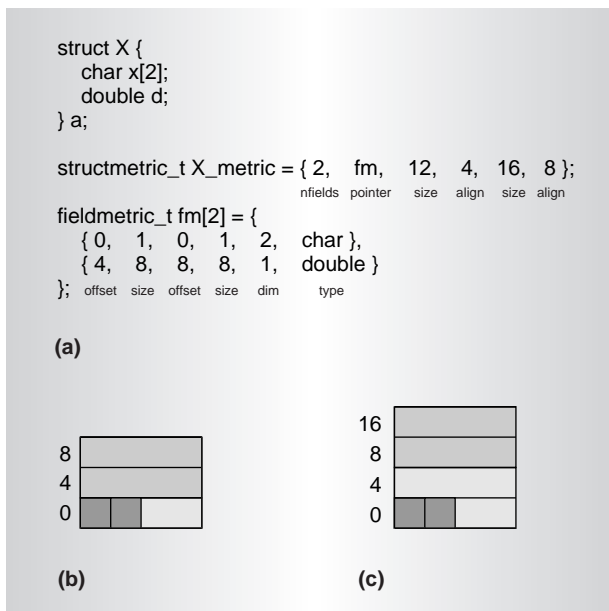 struct X {
char x[2];
double d;
} a;
structmetric_t X_metric = { 2, fm, 12, 4, 16, 8 };
nfields pointer size align size align
fieldmetric_t fm[2] = {
{ 0, 1, 0, 1, 2, char },
{ 4, 8, 8, 8, 1, double }
}; offset size offset size dim type
(a)
8
4
0
(b)
16
8
4
0
(c)